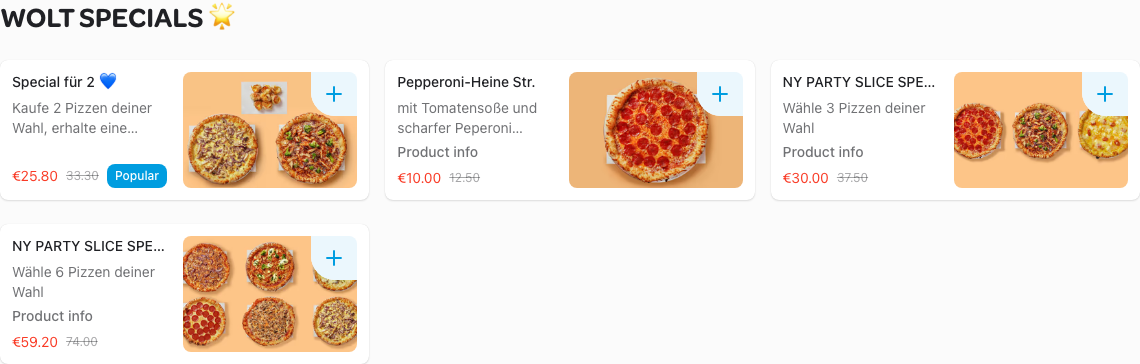 WOLT SPECIALS 🌟
Special für 2 💙
Kaufe 2 Pizzen deiner
Wahl, erhalte eine...
€25.80 33.30 Popular
Pepperoni-Heine Str.
mit Tomatensoße und
scharfer Peperoni...
Product info
€10.00 12.50
NY PARTY SLICE SPE...
Wähle 3 Pizzen deiner
Wahl
Product info
€30.00 37.50
NY PARTY SLICE SPE...
Wähle 6 Pizzen deiner
Wahl
Product info
€59.20 74.00